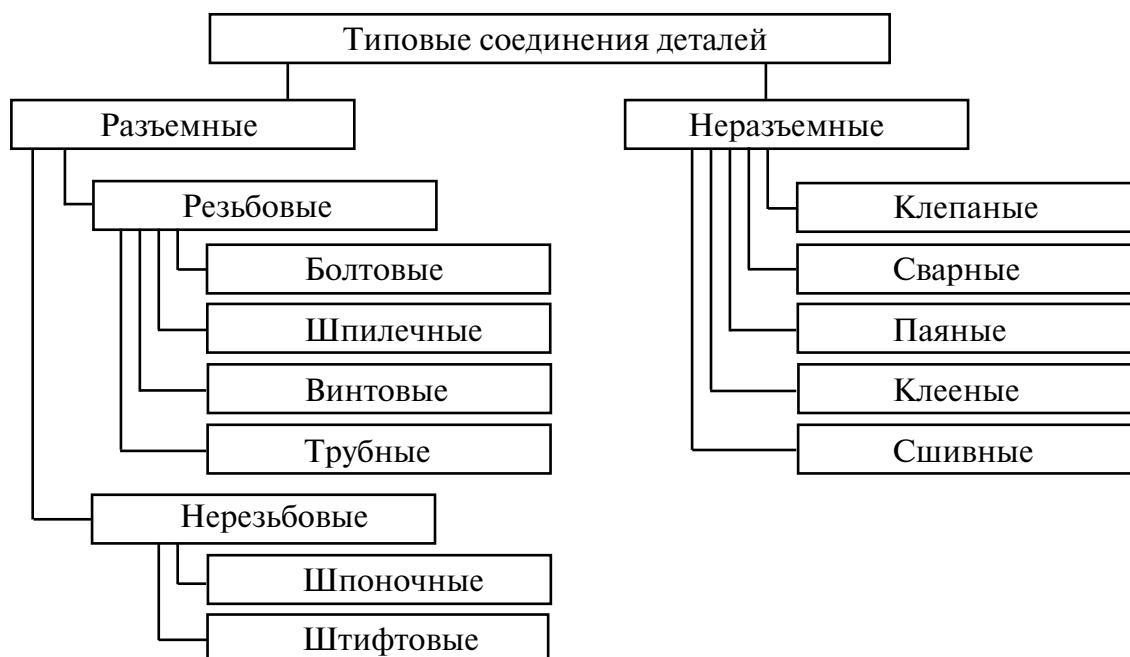 Типовые соединения деталей
Разъемные
Неразъемные
Резьбовые
Болтовые
Шпилечные
Винтовые
Трубные
Нерезьбовые
Шпоночные
Штифтовые
Клепаные
Сварные
Паяные
Клееные
Сшивные